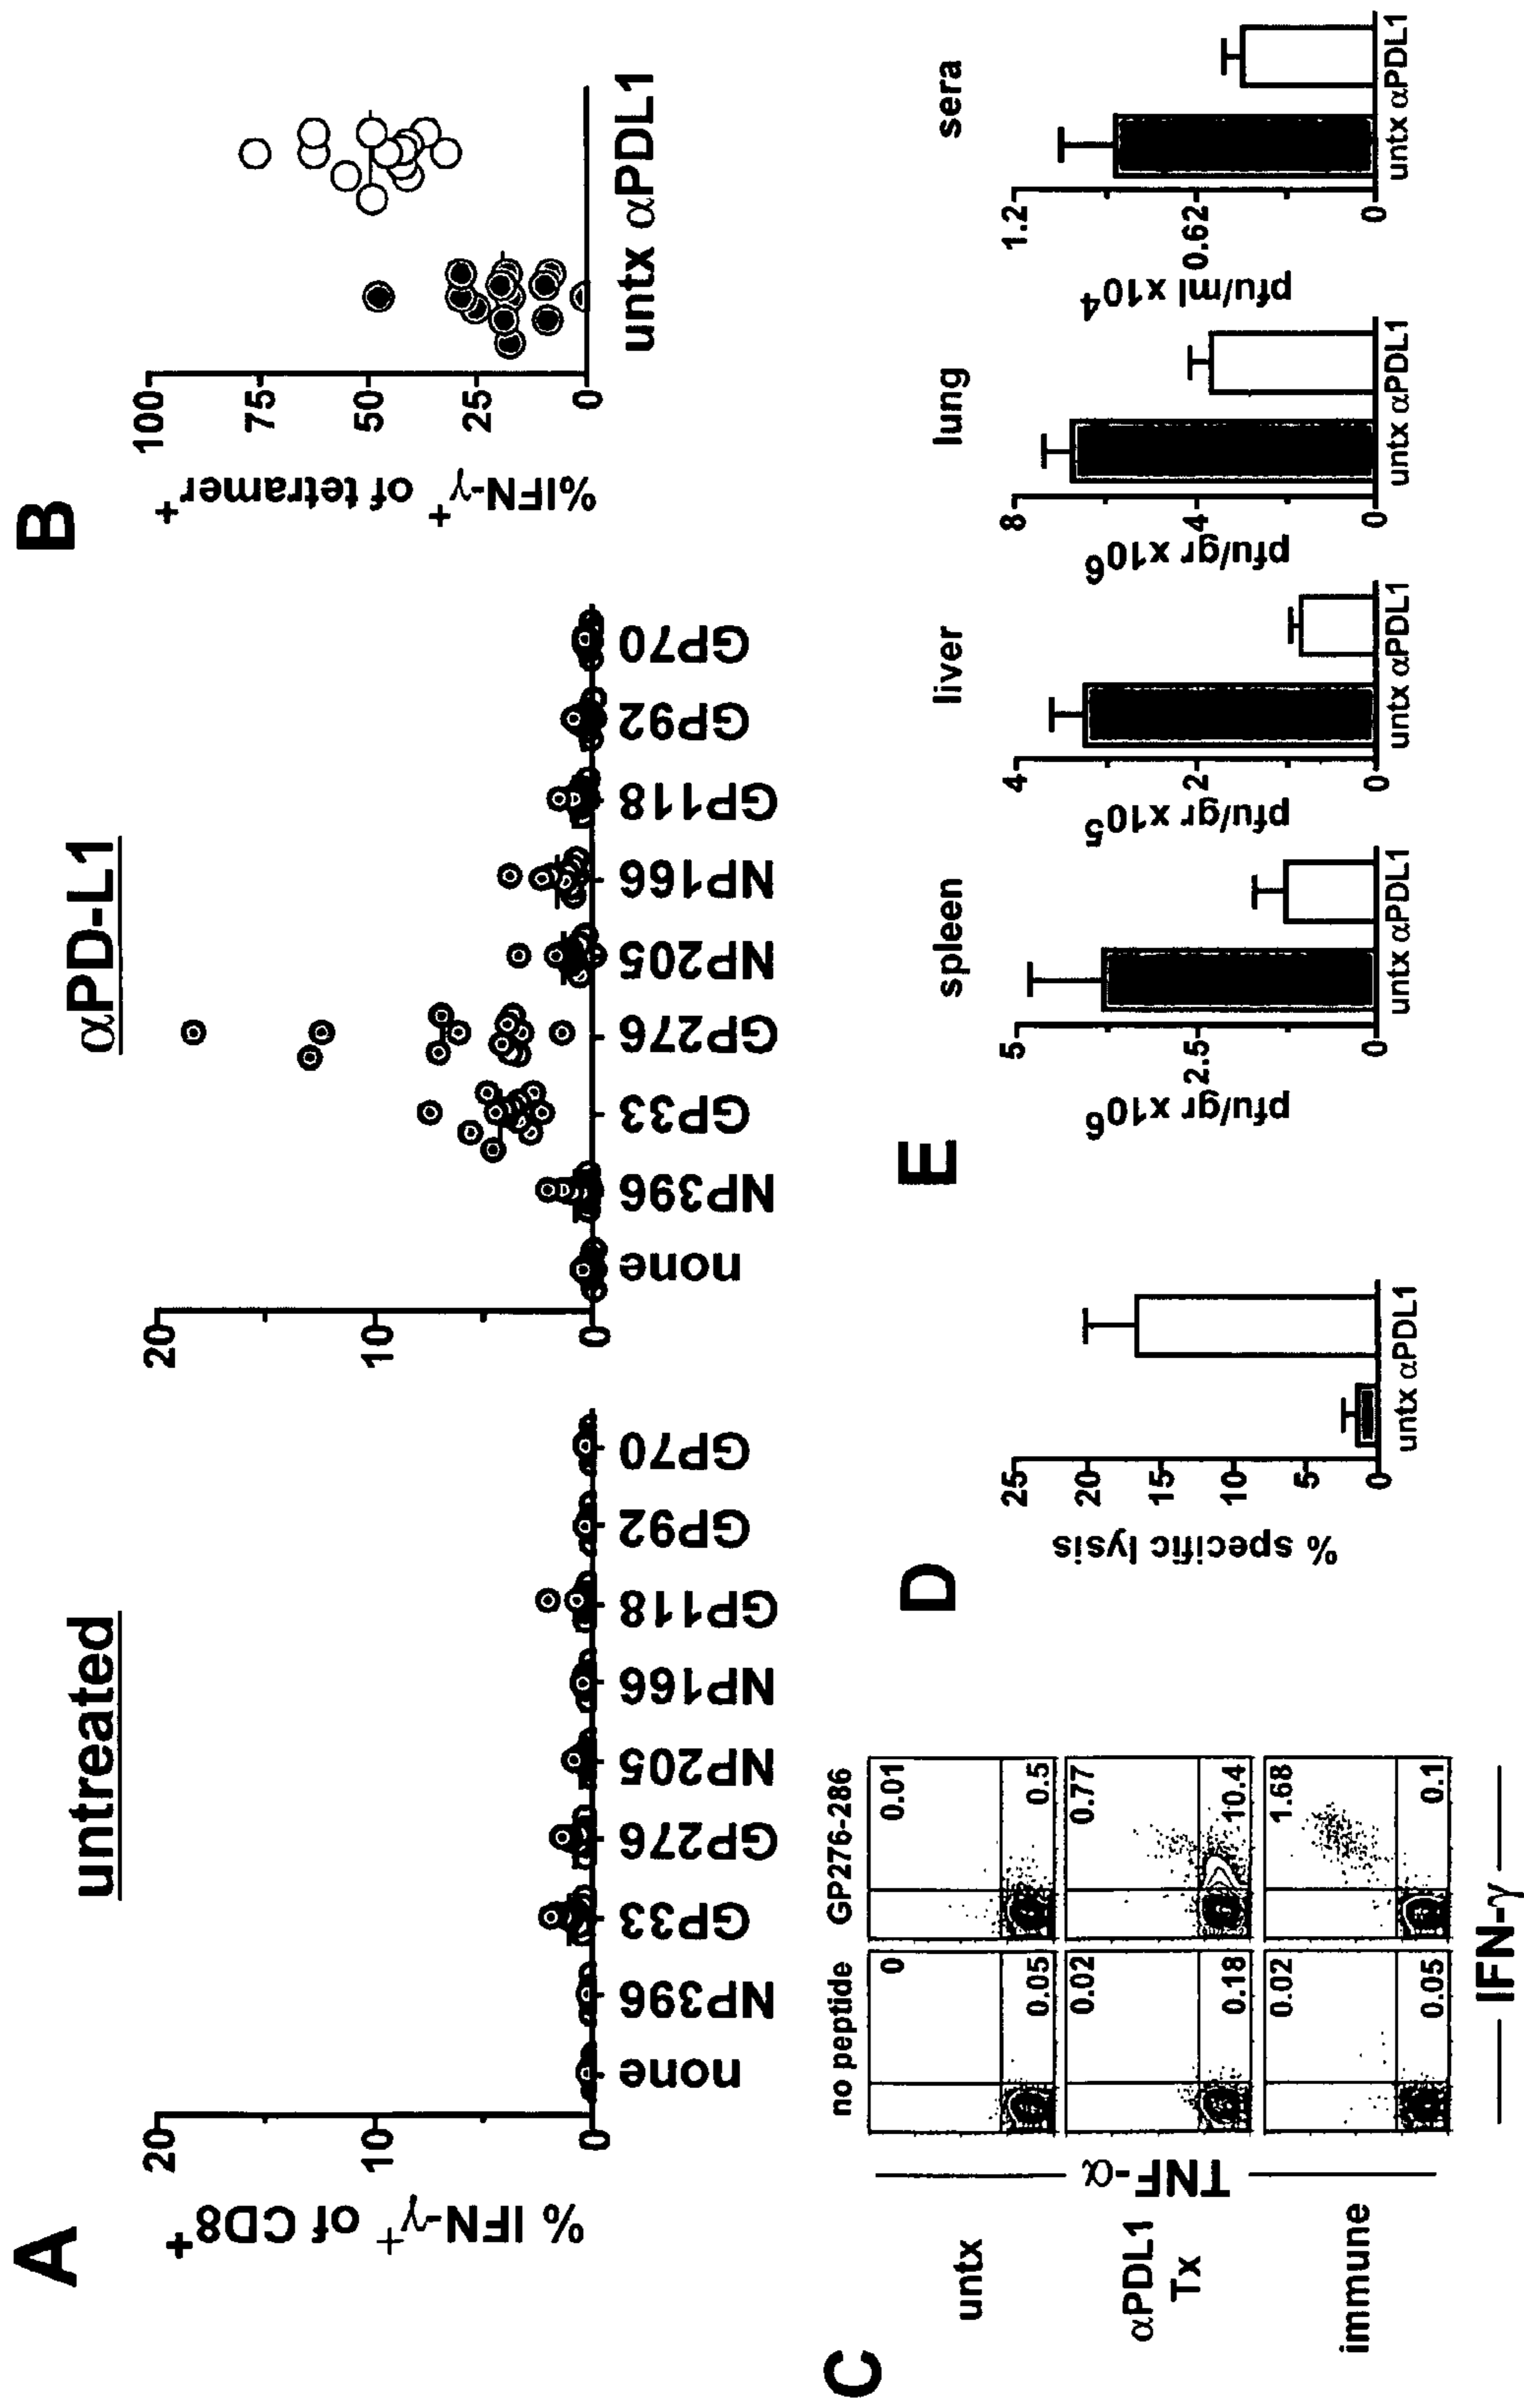 A
untreated
% IFN-γ+ of CD8+
20
10
0
none
NP396
GP33
GP276
NP205
NP166
GP118
GP92
GP70
αPD-L1
20
10
0
none
NP396
GP33
GP276
NP205
NP166
GP118
GP92
GP70
B
%IFN-γ+ of tetramer+
100
75
50
25
0
untx αPDL1
C
no peptide
GP276-286
untx
0
0.05
0.01
0.5
αPDL1
Tx
0.02
0.18
0.77
10.4
immune
0.02
0.05
1.68
0.1
TNF-α
IFN-γ
D
% specific lysis
25
20
15
10
5
0
untx αPDL1
E
spleen
pfu/gr x106
5
2.5
0
untx αPDL1
liver
pfu/gr x105
4
2
0
untx αPDL1
lung
pfu/gr x106
8
4
0
untx αPDL1
sera
pfu/ml x104
1.2
0.62
0
untx αPDL1